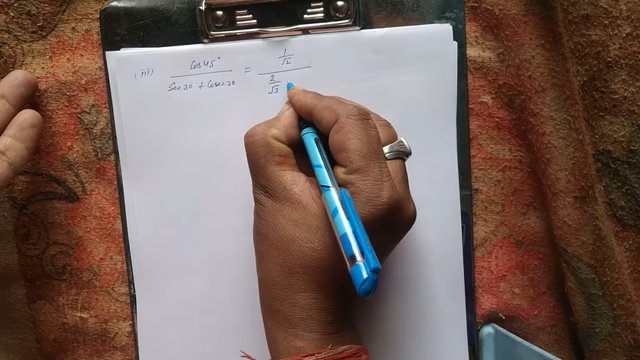 (iii) cos 45° / Sec 30 + Cosec 30 = 1/√2 / 2/√3